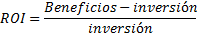 ROI = Beneficios − inversión / inversión